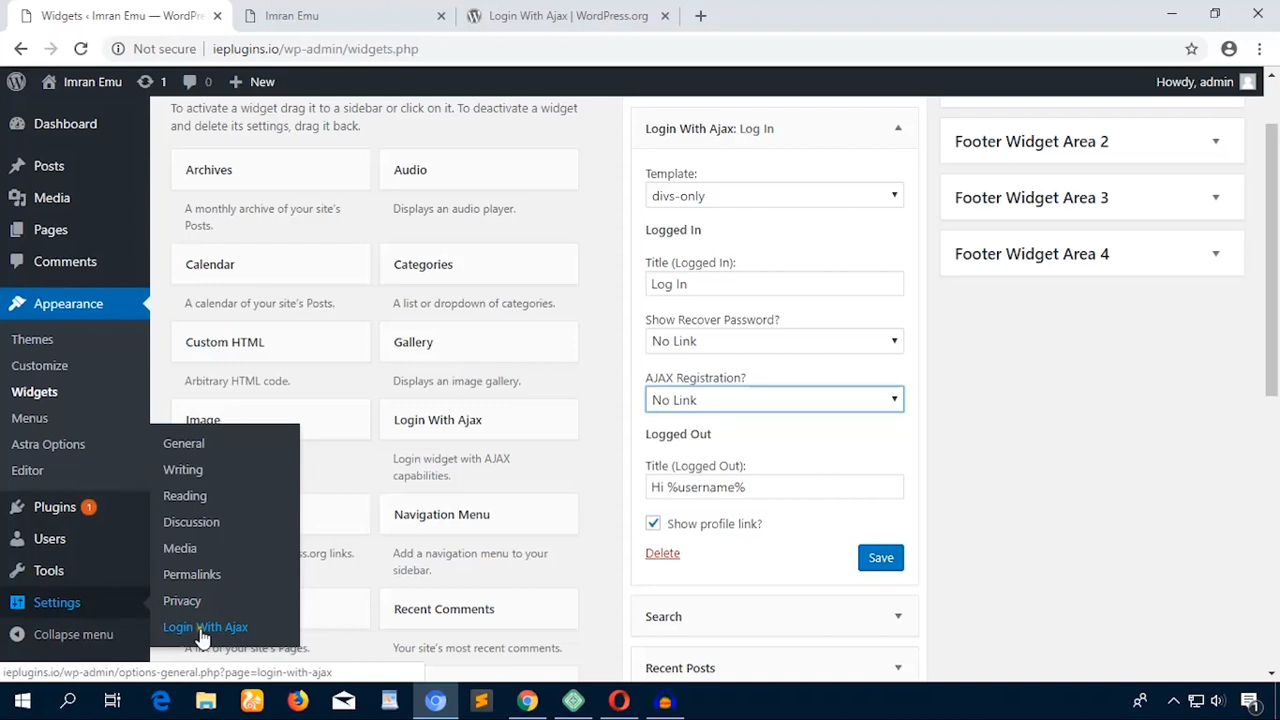 Widgets ‹ Imran Emu — WordPre
Imran Emu
Login With Ajax | WordPress.org
Not secure
ieplugins.io/wp-admin/widgets.php
Imran Emu
1
0
New
Howdy, admin
Dashboard
Posts
Media
Pages
Comments
Appearance
Themes
Customize
Widgets
Menus
Astra Options
Editor
Plugins 1
Users
Tools
Settings
Collapse menu
General
Writing
Reading
Discussion
Media
Permalinks
Privacy
Login With Ajax
To activate a widget drag it to a sidebar or click on it. To deactivate a widget
and delete its settings, drag it back.
Archives
A monthly archive of your site's
Posts.
Audio
Displays an audio player.
Calendar
A calendar of your site's Posts.
Categories
A list or dropdown of categories.
Custom HTML
Arbitrary HTML code.
Gallery
Displays an image gallery.
Image
Login With Ajax
Login widget with AJAX
capabilities.
ss.org links.
Navigation Menu
Add a navigation menu to your
sidebar.
A list of your site's Pages.
Recent Comments
Your site's most recent comments.
Login With Ajax: Log In
Template:
divs-only
Logged In
Title (Logged In):
Log In
Show Recover Password?
No Link
AJAX Registration?
No Link
Logged Out
Title (Logged Out):
Hi %username%
Show profile link?
Delete
Save
Search
Recent Posts
Footer Widget Area 2
Footer Widget Area 3
Footer Widget Area 4
ieplugins.io/wp-admin/options-general.php?page=login-with-ajax
1